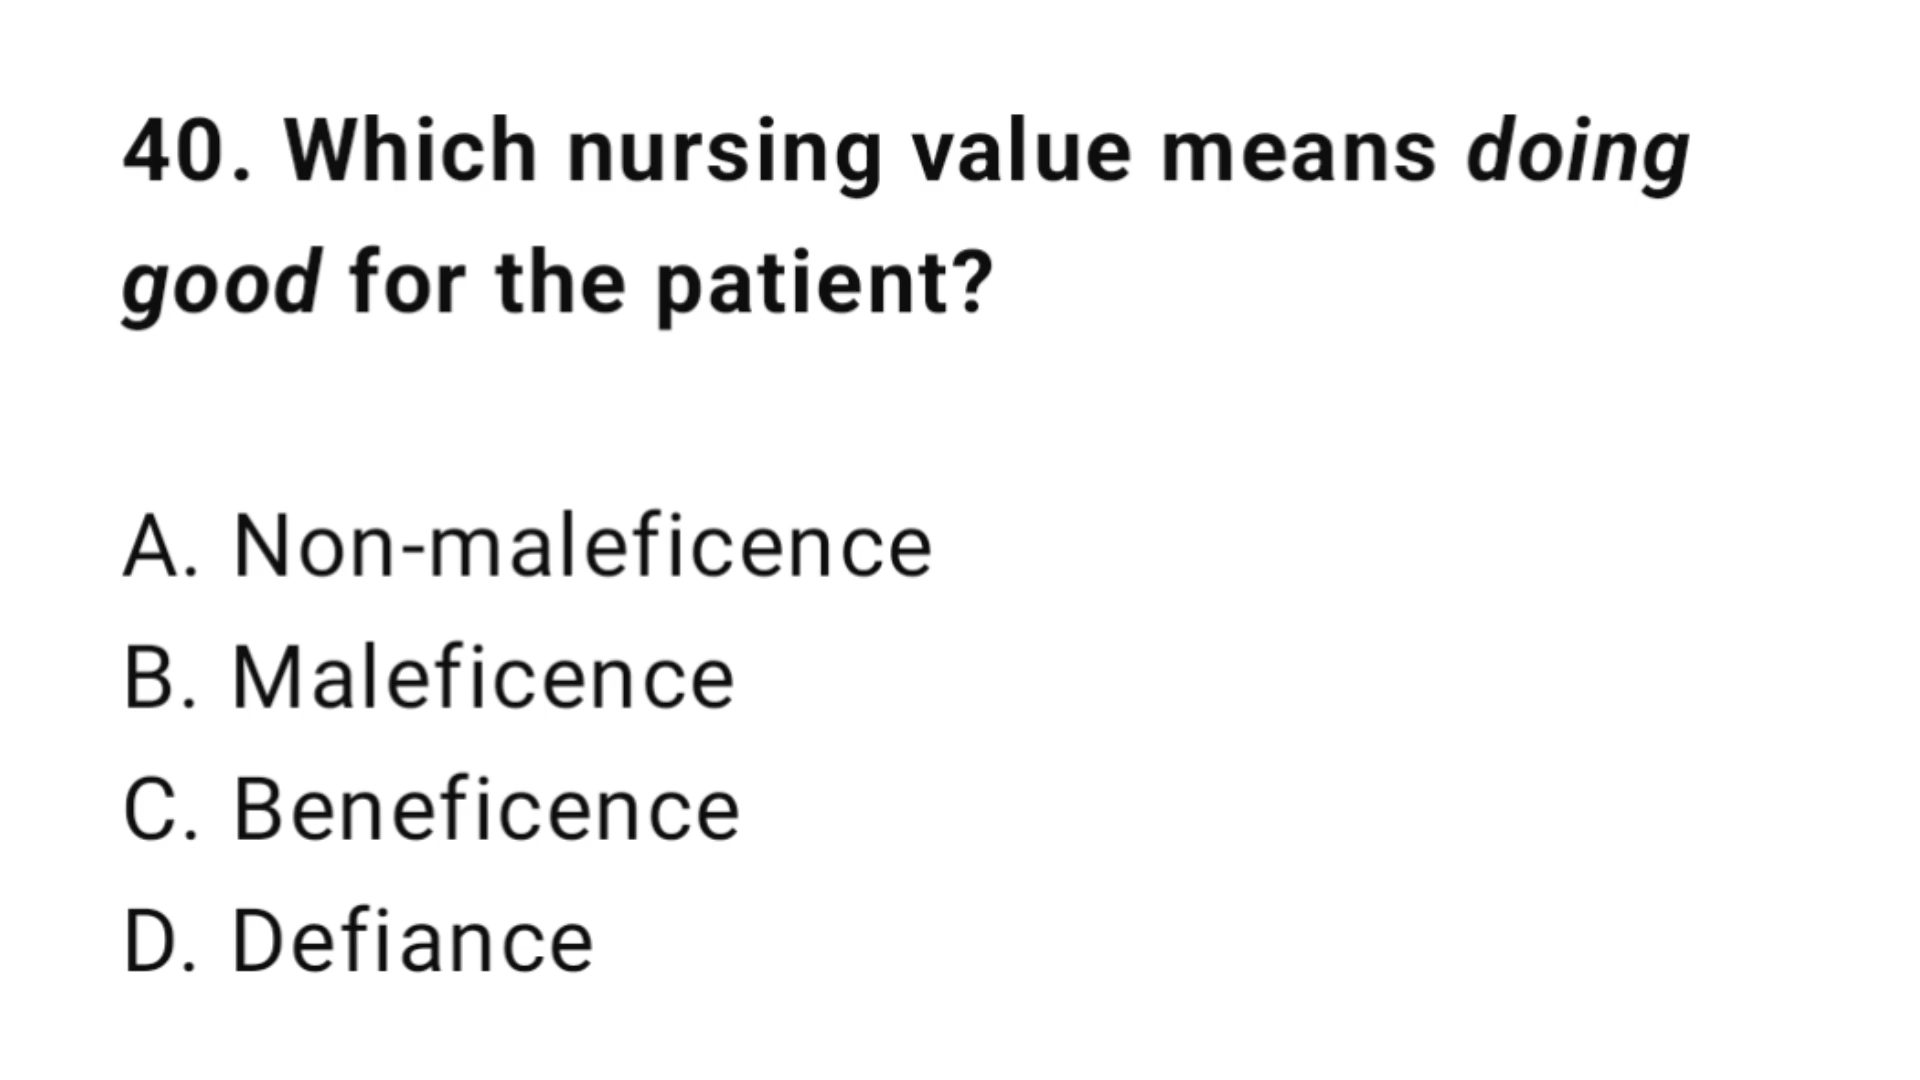 40. Which nursing value means doing
good for the patient?
A. Non-maleficence
B. Maleficence
C. Beneficence
D. Defiance